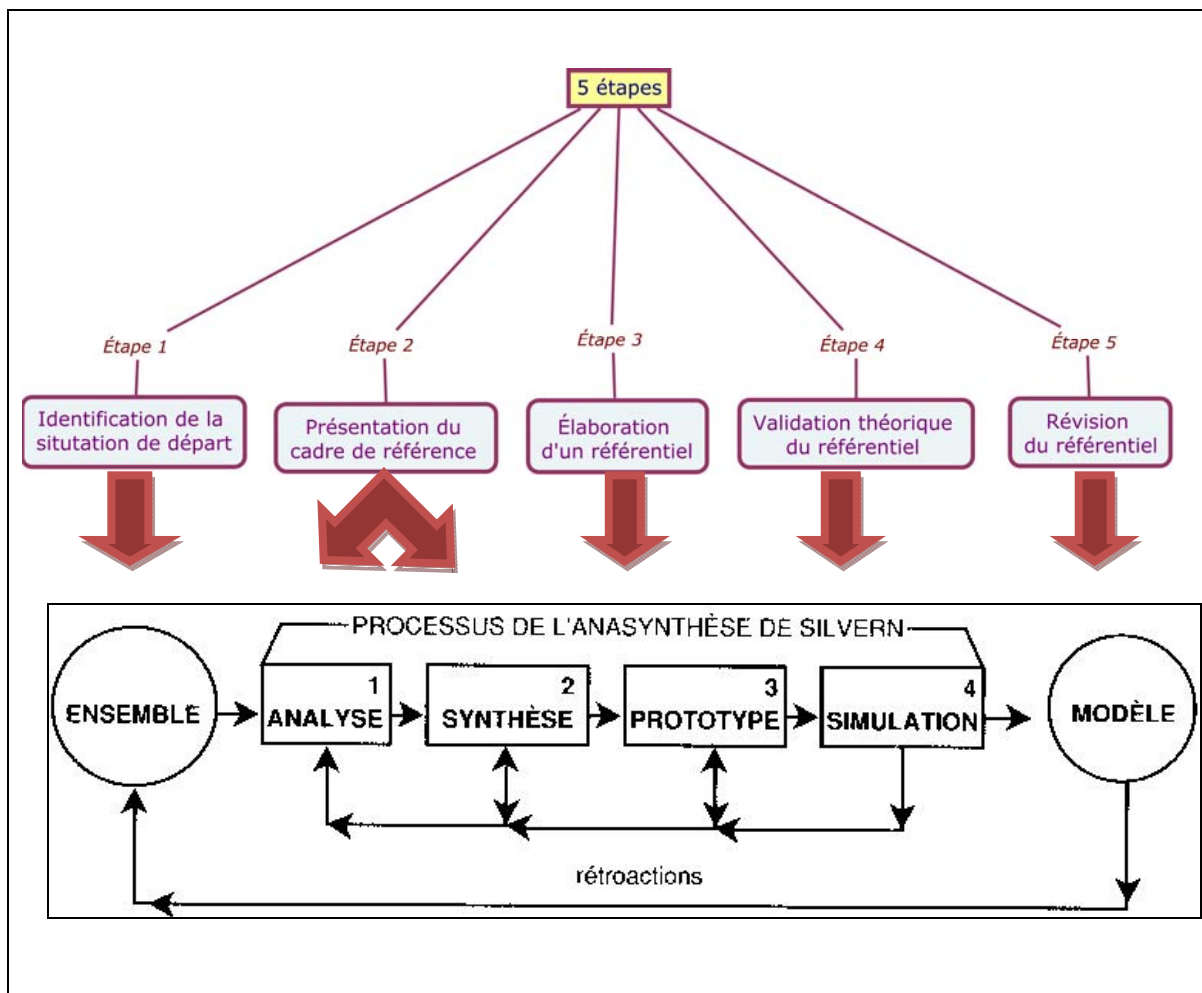 5 étapes
Étape 1
Étape 2
Étape 3
Étape 4
Étape 5
Identification de la
situtation de départ
Présentation du
cadre de référence
Élaboration
d'un référentiel
Validation théorique
du référentiel
Révision
du référentiel
PROCESSUS DE L'ANASYNTHÈSE DE SILVERN
ENSEMBLE
1
ANALYSE
2
SYNTHÈSE
3
PROTOTYPE
4
SIMULATION
MODÈLE
rétroactions